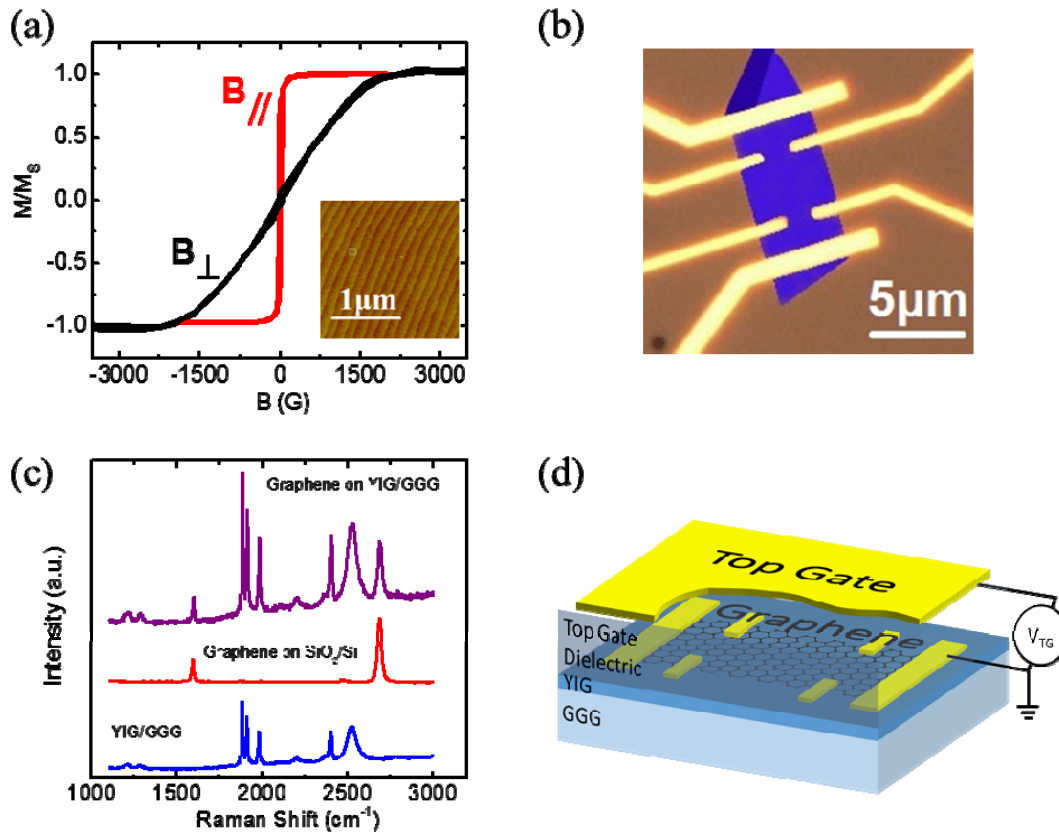 (a)
1.0
0.5
0.0
-0.5
-1.0
M/Ms
B//
B⊥
1μm
-3000 -1500 0 1500 3000
B (G)
(b)
5μm
(c)
Graphene on YIG/GGG
Graphene on SiO2/Si
YIG/GGG
Intensity (a.u.)
1000 1500 2000 2500 3000
Raman Shift (cm-1)
(d)
Top Gate
Graphene
Top Gate
Dielectric
YIG
GGG
VTG